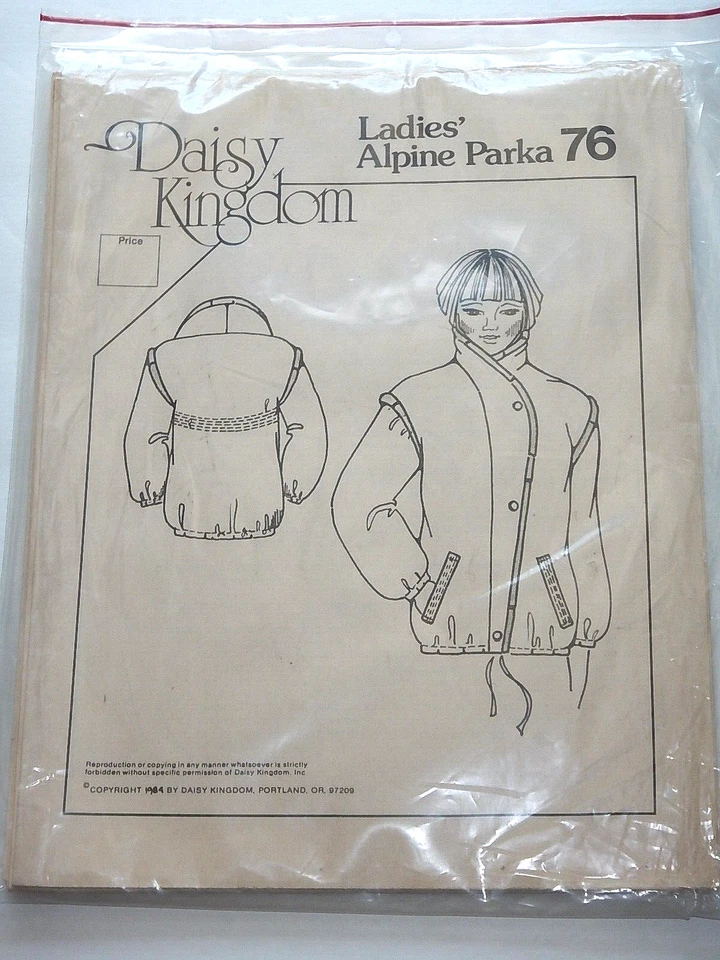 Daisy
Kingdom
Ladies'
Alpine Parka 76
Price
Reproduction or copying in any manner whatsoever is strictly
forbidden without specific permission of Daisy Kingdom, Inc
©COPYRIGHT 1984 BY DAISY KINGDOM, PORTLAND, OR, 97209